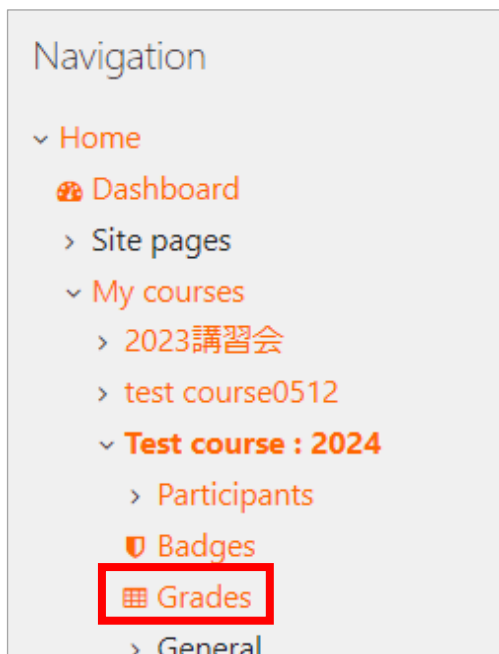 Navigation
Home
Dashboard
Site pages
My courses
2023講習会
test course0512
Test course : 2024
Participants
Badges
Grades
General